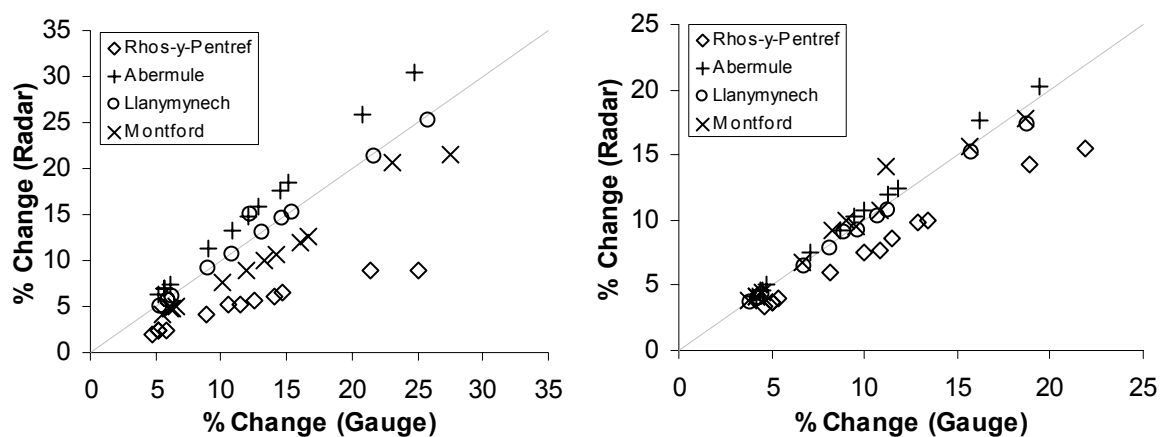 35
30
25
20
15
10
5
0
% Change (Radar)
Rhos-y-Pentref
Abermule
Llanymynech
Montford
0 5 10 15 20 25 30 35
% Change (Gauge)
25
20
15
10
5
0
% Change (Radar)
Rhos-y-Pentref
Abermule
Llanymynech
Montford
0 5 10 15 20 25
% Change (Gauge)